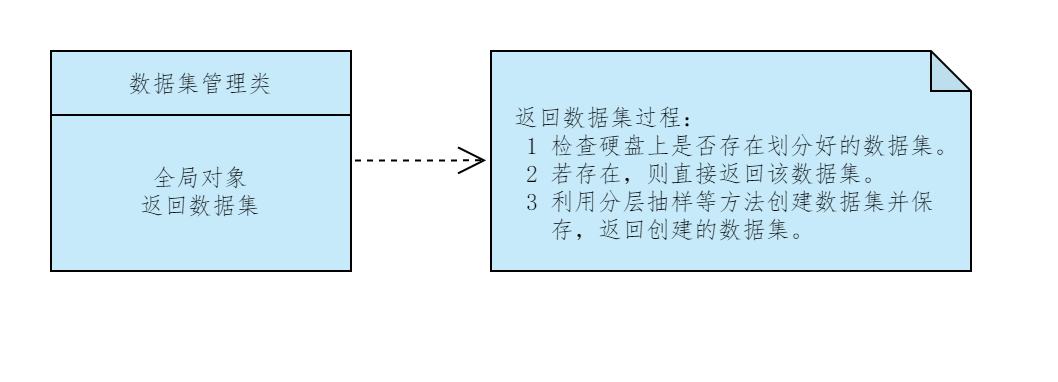 数据集管理类
全局对象
返回数据集
返回数据集过程：
1 检查硬盘上是否存在划分好的数据集。
2 若存在，则直接返回该数据集。
3 利用分层抽样等方法创建数据集并保
存，返回创建的数据集。